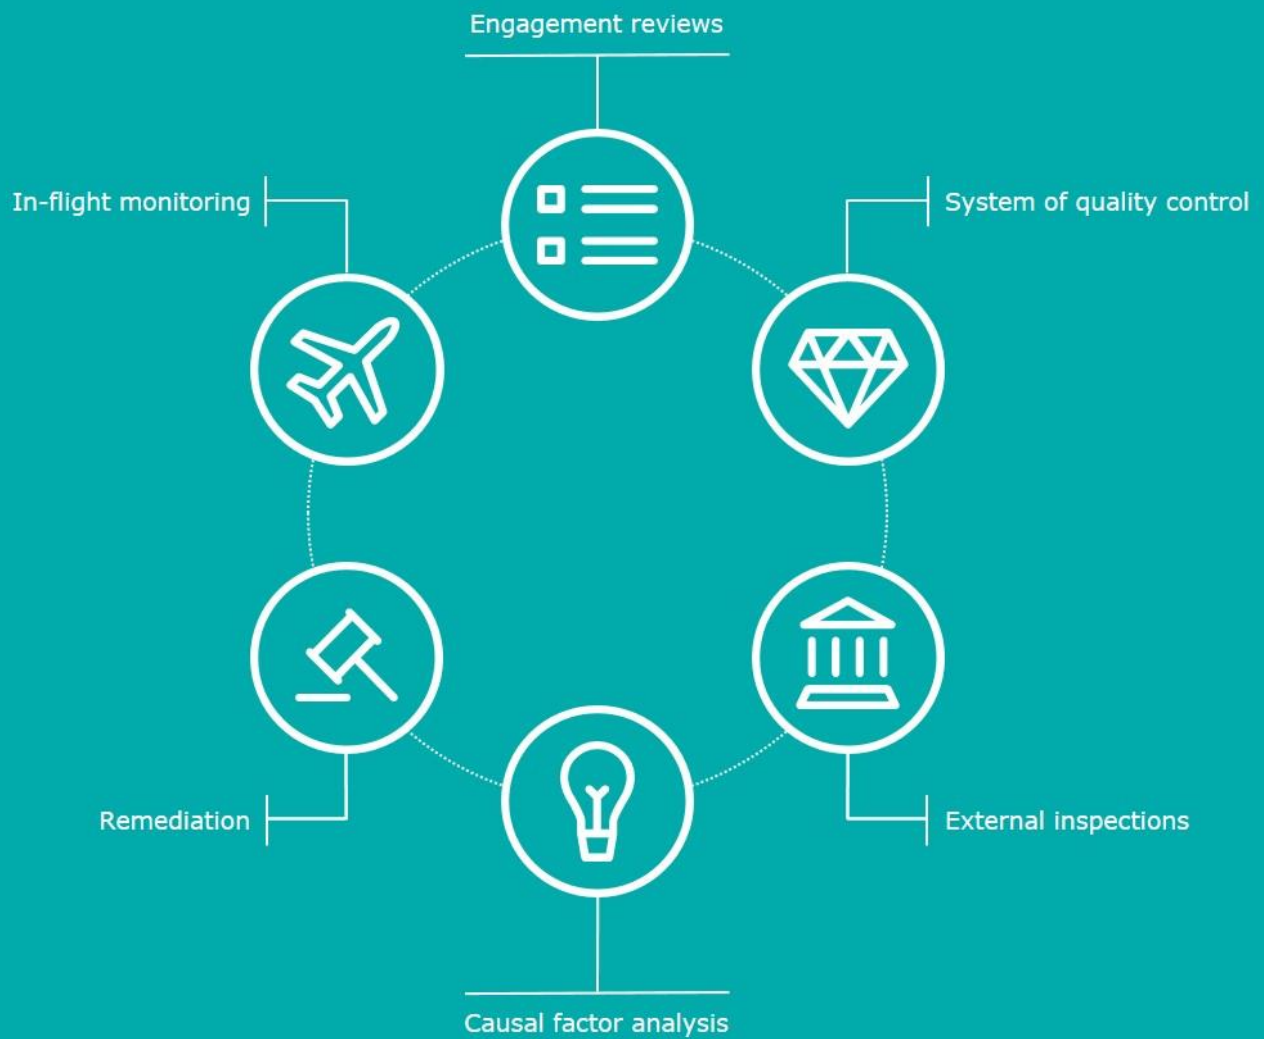 Engagement reviews
In-flight monitoring
System of quality control
Remediation
External inspections
Causal factor analysis